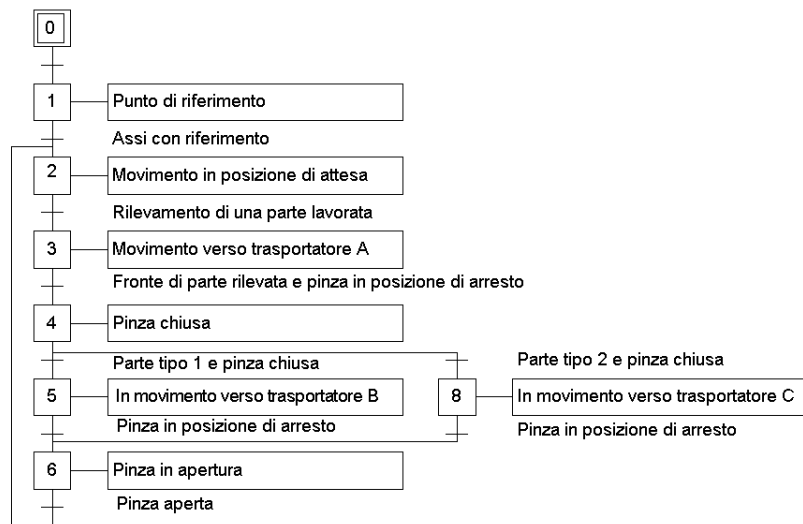 0
1
Punto di riferimento
Assi con riferimento
2
Movimento in posizione di attesa
Rilevamento di una parte lavorata
3
Movimento verso trasportatore A
Fronte di parte rilevata e pinza in posizione di arresto
4
Pinza chiusa
Parte tipo 1 e pinza chiusa
Parte tipo 2 e pinza chiusa
5
In movimento verso trasportatore B
8
In movimento verso trasportatore C
Pinza in posizione di arresto
Pinza in posizione di arresto
6
Pinza in apertura
Pinza aperta